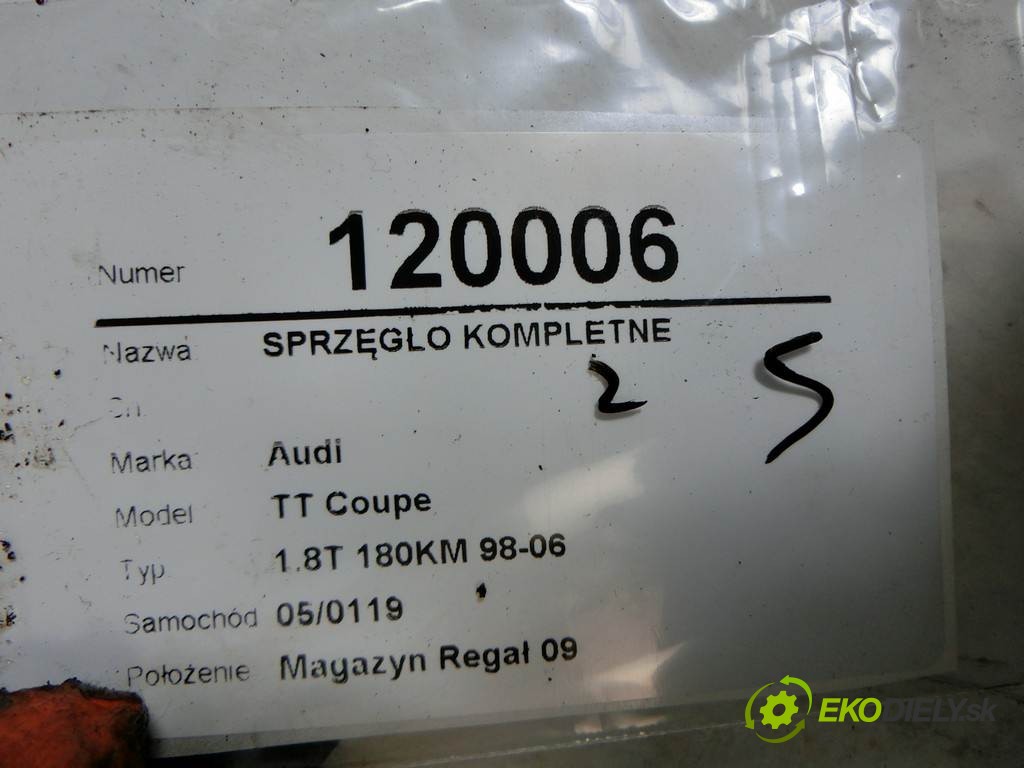 Numer 120006
Nazwa SPRZĘGŁO KOMPLETNE
2 5
Marka Audi
Model TT Coupe
Typ 1.8T 180KM 98-06
Samochód 05/0119
Położenie Magazyn Regał 09
EKODIELY.sk